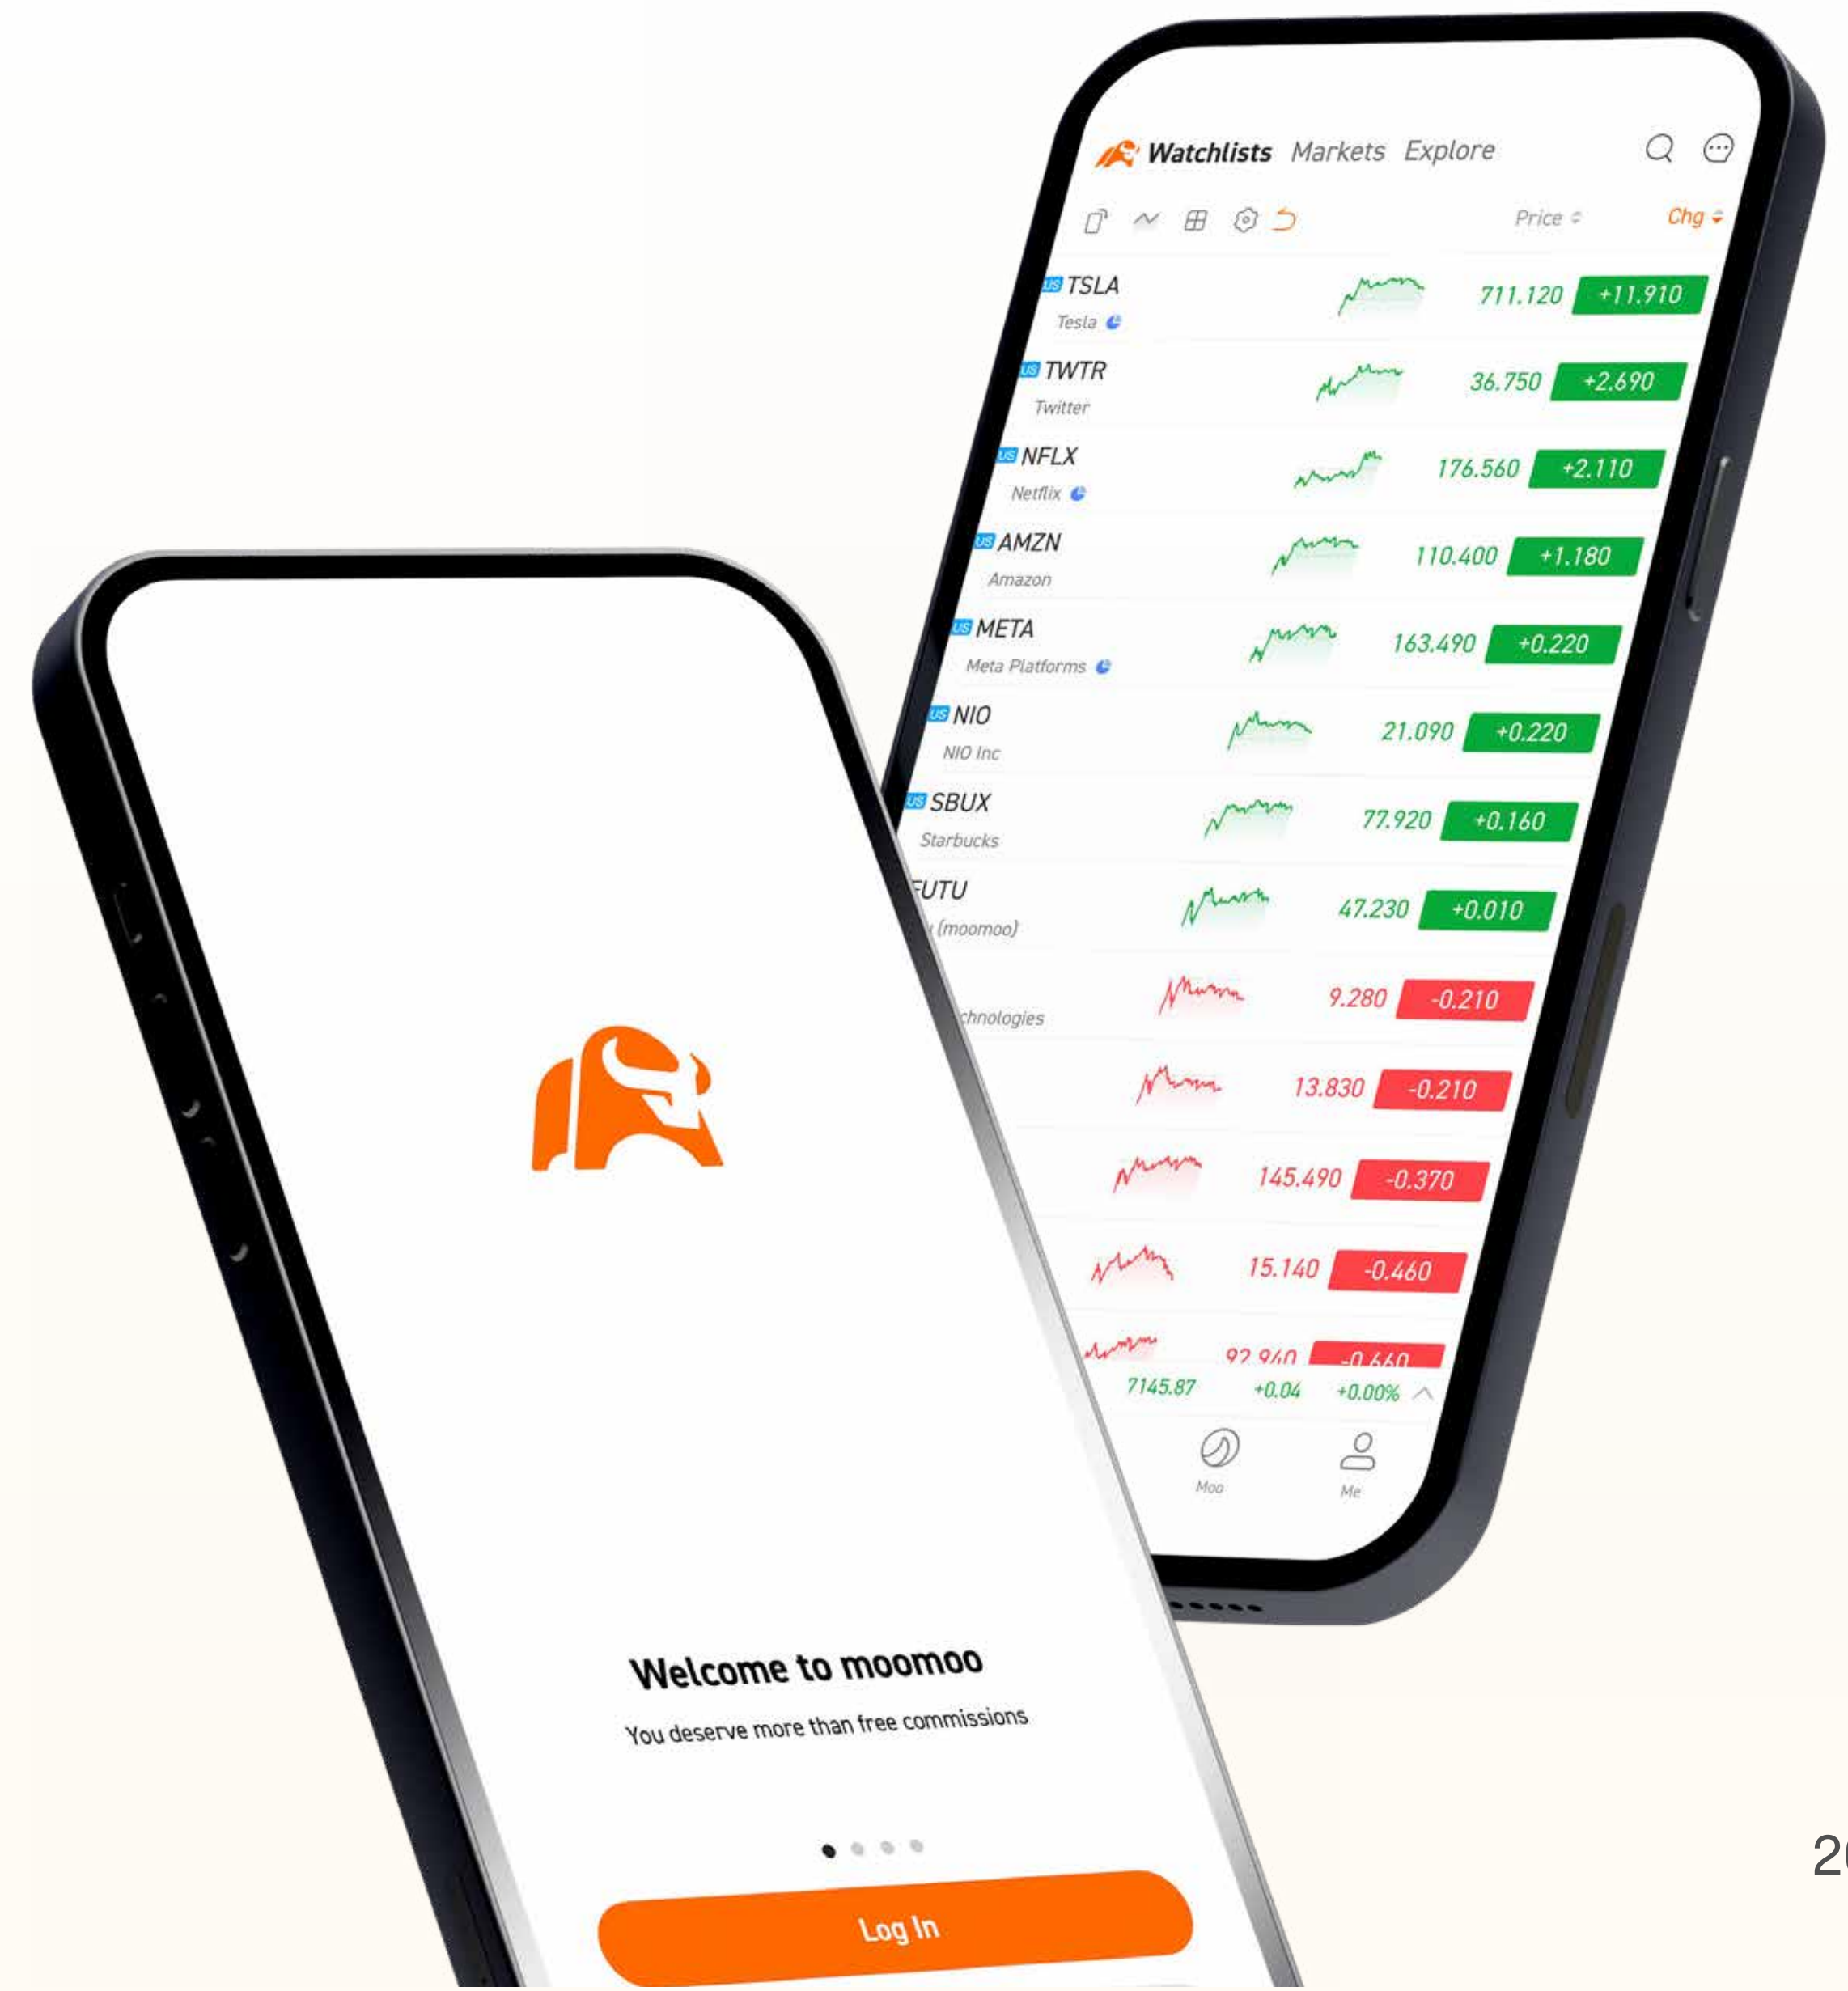 Watchlists Markets Explore
Price Chg
US TSLA 711.120 +11.910
Tesla
US TWTR 36.750 +2.690
Twitter
US NFLX 176.560 +2.110
Netflix
US AMZN 110.400 +1.180
Amazon
US META 163.490 +0.220
Meta Platforms
US NIO 21.090 +0.220
NIO Inc
US SBUX 77.920 +0.160
Starbucks
FUTU 47.230 +0.010
(moomoo)
9.280 -0.210
chnologies
13.830 -0.210
145.490 -0.370
15.140 -0.460
92.940 -0.660
7145.87 +0.04 +0.00%
Moo Me
Welcome to moomoo
You deserve more than free commissions
Log In